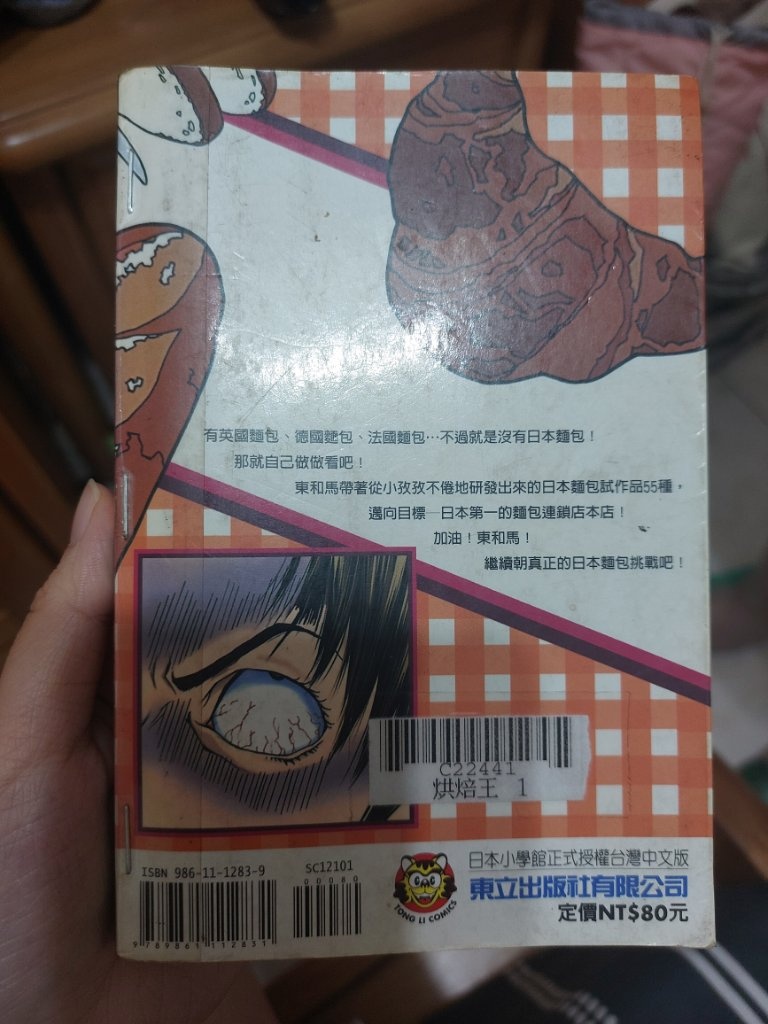 有英國麵包、德國麵包、法國麵包…不過就是沒有日本麵包！
那就自己做做看吧！
東和馬帶著從小孜孜不倦地研發出來的日本麵包試作品55種，
邁向目標─日本第一的麵包連鎖店本店！
加油！東和馬！
繼續朝真正的日本麵包挑戰吧！
C22441
烘焙王 1
ISBN 986-11-1283-9
SC12101
00080
9789861112831
TONG LI COMICS
日本小學館正式授權台灣中文版
東立出版社有限公司
定價NT$80元